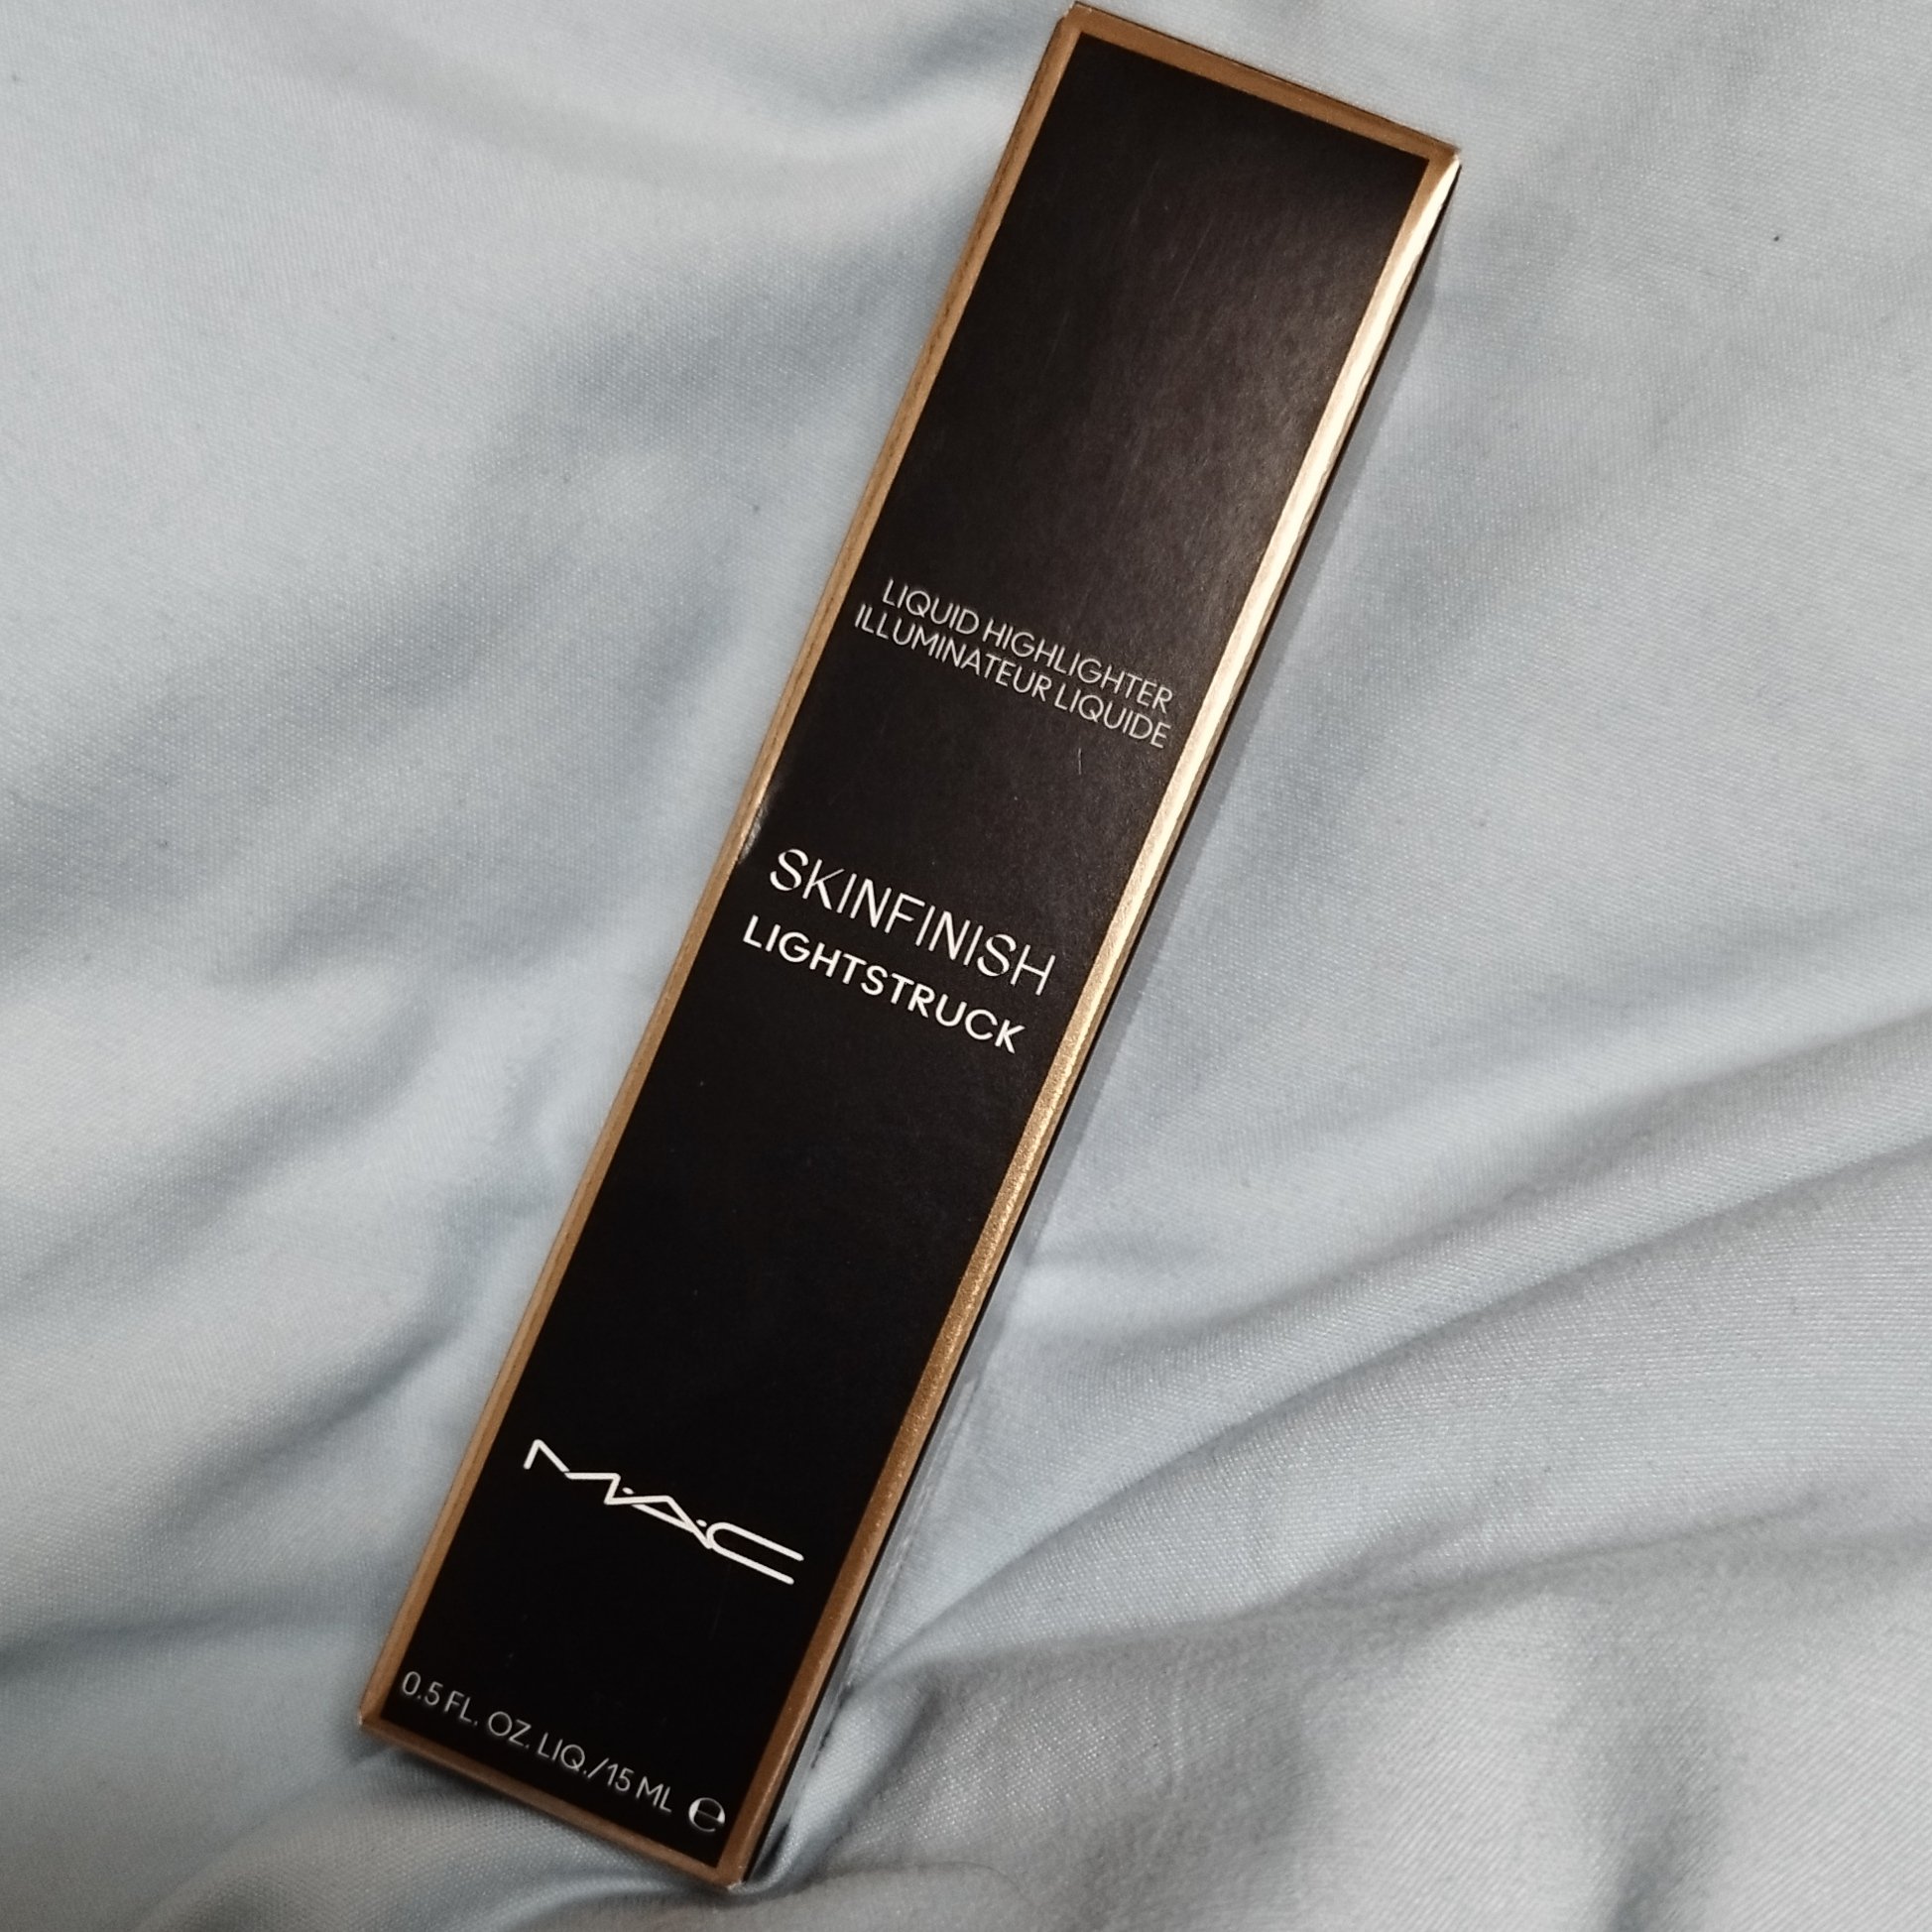 LIQUID HIGHLIGHTER
ILLUMINATEUR LIQUIDE
SKINFINISH
LIGHTSTRUCK
M·A·C
0.5 FL. OZ. LIQ./15 ML ℮